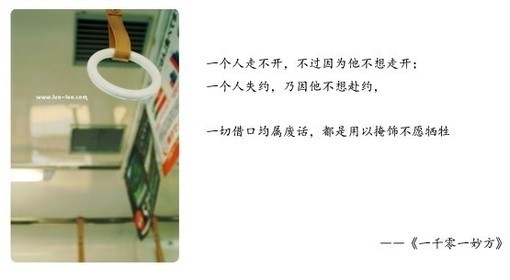 www.luo-luo.com
一个人走不开，不过因为他不想走开；
一个人失约，乃因他不想赴约，
一切借口均属废话，都是用以掩饰不愿牺牲
——《一千零一妙方》